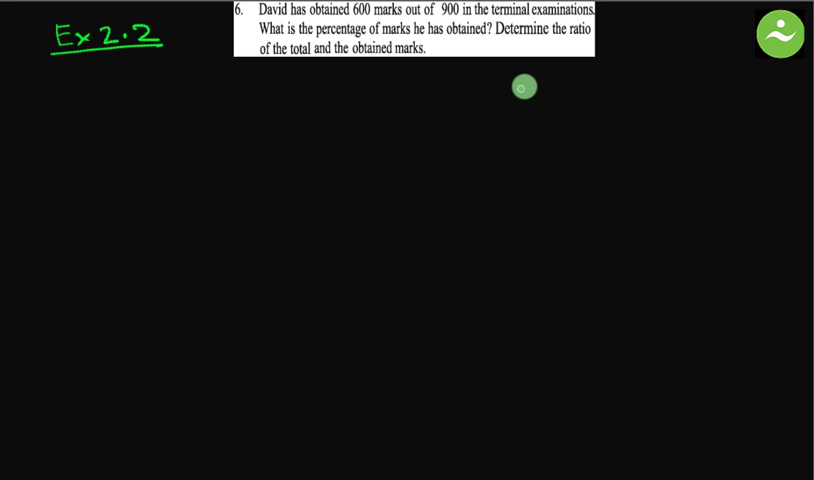 Ex 2.2
6. David has obtained 600 marks out of 900 in the terminal examinations.
What is the percentage of marks he has obtained? Determine the ratio
of the total and the obtained marks.